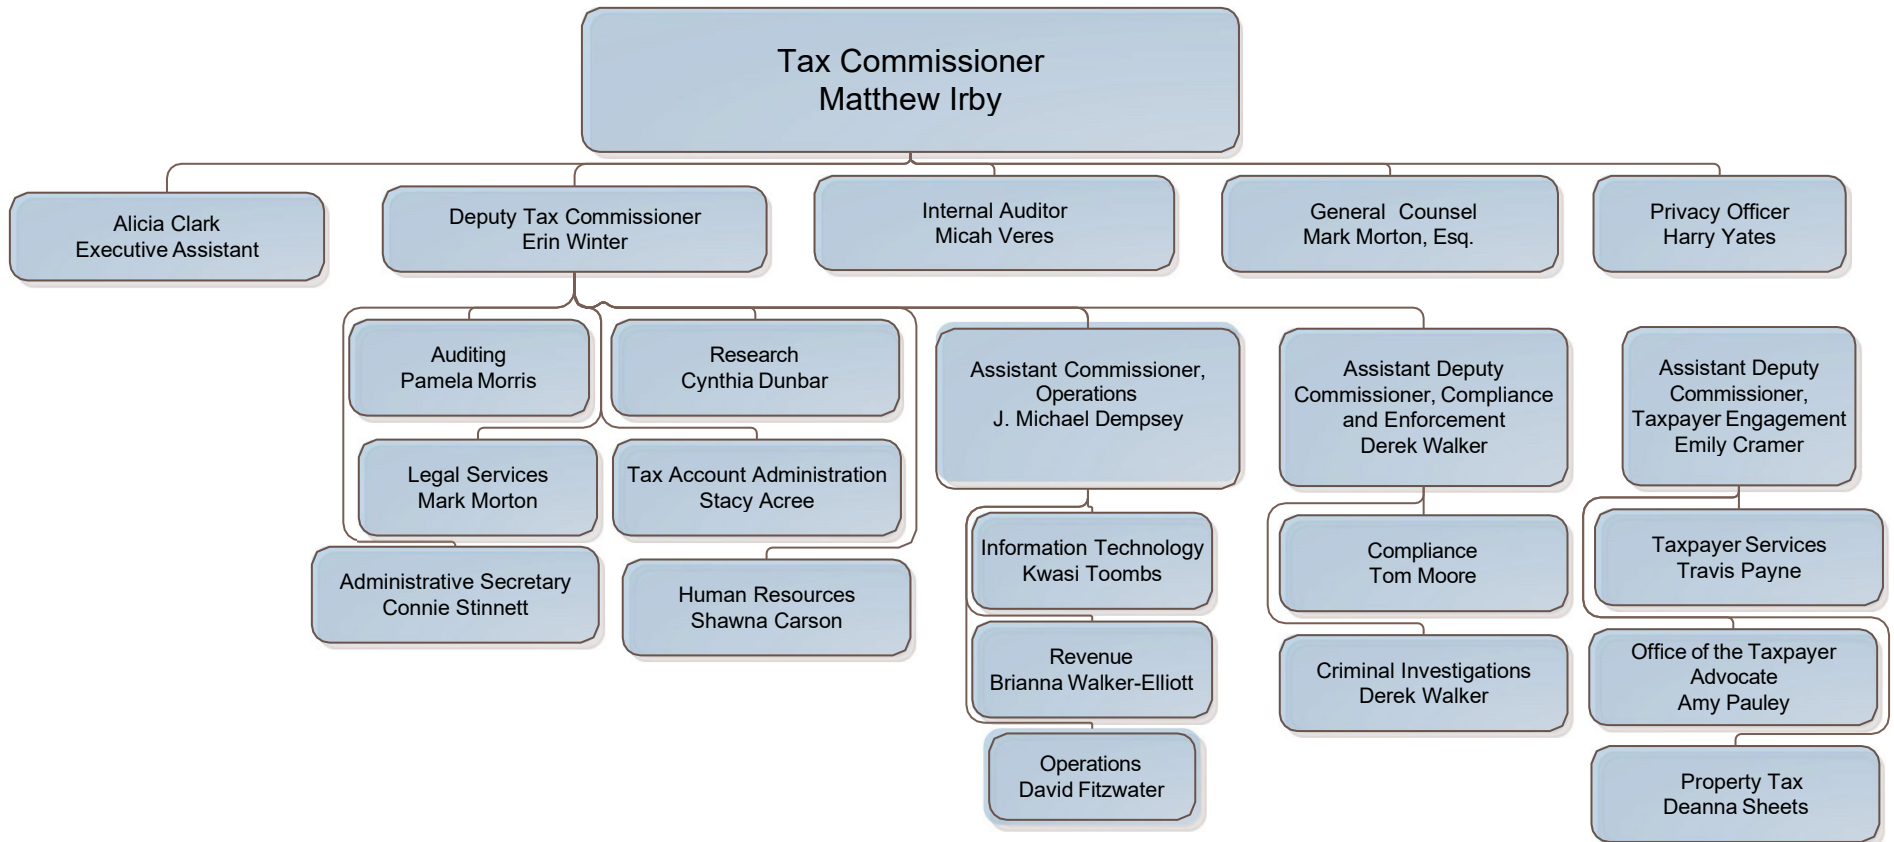 Tax Commissioner
Matthew Irby
Alicia Clark
Executive Assistant
Deputy Tax Commissioner
Erin Winter
Internal Auditor
Micah Veres
General Counsel
Mark Morton, Esq.
Privacy Officer
Harry Yates
Auditing
Pamela Morris
Research
Cynthia Dunbar
Legal Services
Mark Morton
Tax Account Administration
Stacy Acree
Administrative Secretary
Connie Stinnett
Human Resources
Shawna Carson
Assistant Commissioner,
Operations
J. Michael Dempsey
Information Technology
Kwasi Toombs
Revenue
Brianna Walker-Elliott
Operations
David Fitzwater
Assistant Deputy
Commissioner, Compliance
and Enforcement
Derek Walker
Compliance
Tom Moore
Criminal Investigations
Derek Walker
Assistant Deputy
Commissioner,
Taxpayer Engagement
Emily Cramer
Taxpayer Services
Travis Payne
Office of the Taxpayer
Advocate
Amy Pauley
Property Tax
Deanna Sheets